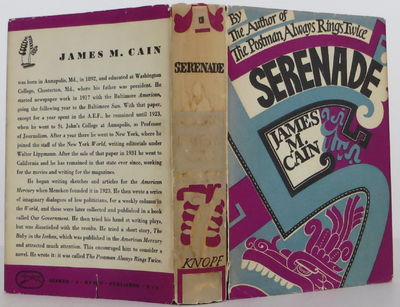 JAMES M. CAIN
was born in Annapolis, Md., in 1892, and educated at Washington
College, Chesterton, Md., where his father was president. He
started newspaper work in 1917 with the Baltimore American,
going the following year to the Baltimore Sun. With that paper,
except for a year spent in the A.E.F., he remained until 1923,
when he went to St. John's College at Annapolis, as Professor
of Journalism. After a year there he went to New York, where he
joined the staff of the New York World, writing editorials under
Walter Lippmann. After the sale of that paper in 1931 he went to
California and he has remained in that state ever since, working
for the movies and writing for the magazines.
He began writing sketches and articles for the American
Mercury when Mencken founded it in 1923. He then wrote a series
of imaginary dialogues of low politicians, for a weekly column in
the World, and these were later collected and published in a book
called Our Government. He then tried his hand at writing plays,
but was dissatisfied with the results. He tried a short story, The
Baby in the Icebox, which was published in the American Mercury
and attracted much attention. This encouraged him to consider a
novel. He wrote it: it was called The Postman Always Rings Twice.
SERENADE
KNOPF
By
The Author of
The Postman Always Rings Twice
SERENADE
JAMES
M.
CAIN